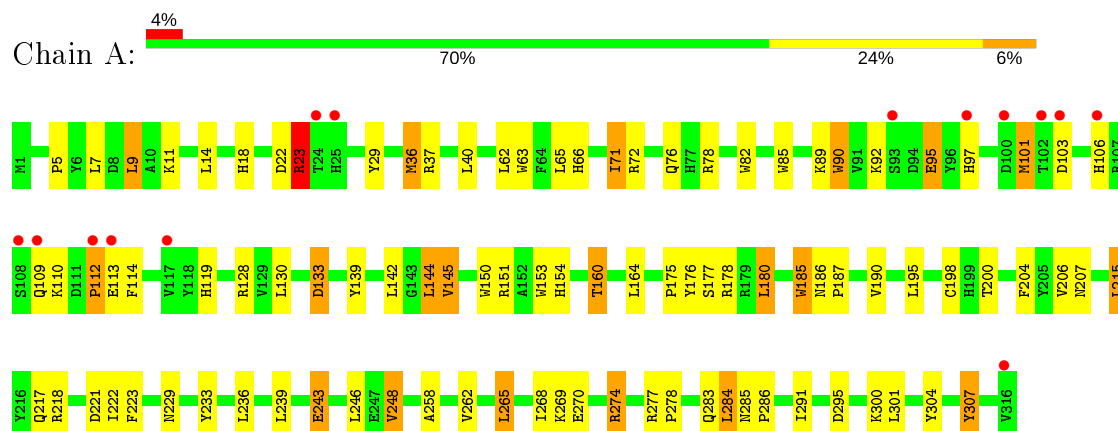 4%
Chain A:
70% 24% 6%
M1 P5 Y6 L7 D8 L9 A10 K11 L14 H18 D22 R23 T24 H25 Y29 M36 R37 L40 L62 W63 F64 L65 H66 I71 R72 Q76 H77 R78 W82 W85 K89 W90 V91 K92 S93 D94 E95 Y96 H97 D100 M101 T102 D103 H106 R107
S108 Q109 K110 D111 P112 E113 F114 V117 Y118 H119 R128 V129 L130 D133 Y139 L142 G143 L144 V145 W150 R151 A152 W153 H154 T160 L164 P175 Y176 S177 R178 R179 L180 W185 N186 P187 V190 L195 C198 H199 T200 F204 Y205 V206 N207
Y216 Q217 R218 D221 I222 F223 N229 Y233 L236 L239 E243 L246 E247 V248 A258 V262 L265 I268 K269 E270 R274 R277 P278 Q283 L284 N285 P286 I291 D295 K300 L301 Y304 Y307 V316